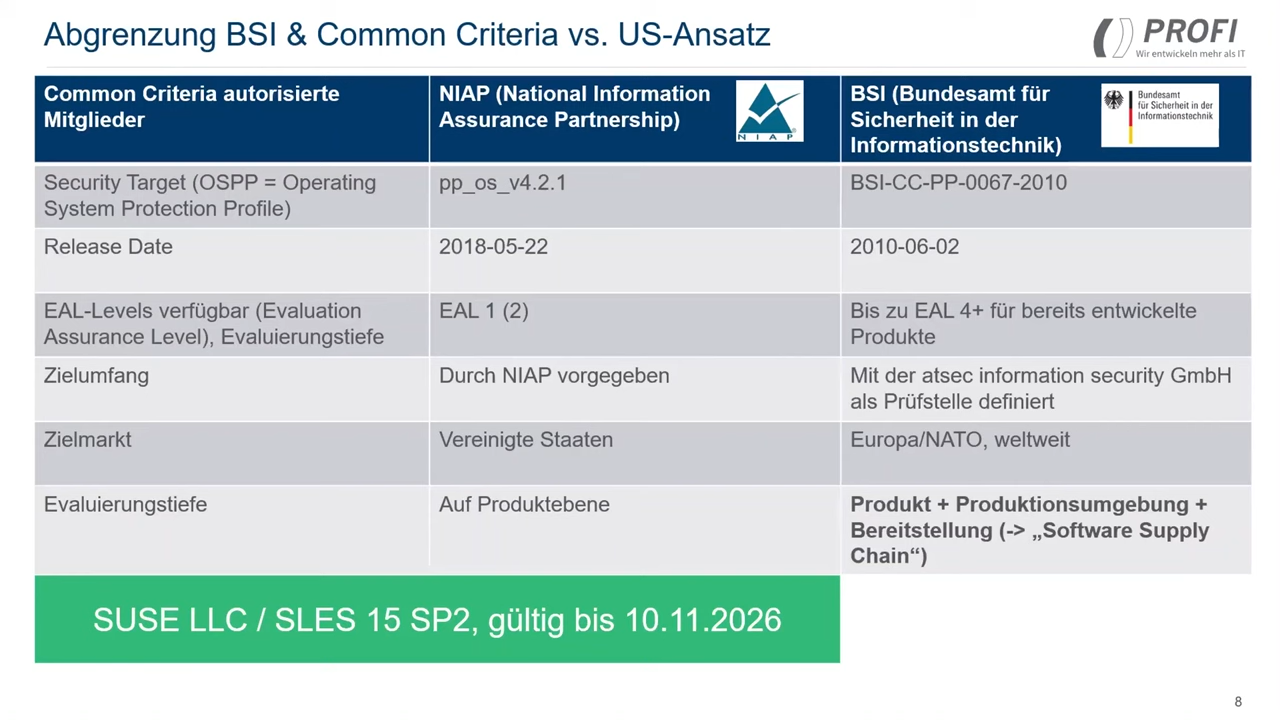 Abgrenzung BSI & Common Criteria vs. US-Ansatz
PROFI
Wir entwickeln mehr als IT
Common Criteria autorisierte
Mitglieder
NIAP (National Information
Assurance Partnership)
NIAP
BSI (Bundesamt für
Sicherheit in der
Informationstechnik)
Bundesamt
für Sicherheit in der
Informationstechnik
Security Target (OSPP = Operating
System Protection Profile)
pp_os_v4.2.1
BSI-CC-PP-0067-2010
Release Date
2018-05-22
2010-06-02
EAL-Levels verfügbar (Evaluation
Assurance Level), Evaluierungstiefe
EAL 1 (2)
Bis zu EAL 4+ für bereits entwickelte
Produkte
Zielumfang
Durch NIAP vorgegeben
Mit der atsec information security GmbH
als Prüfstelle definiert
Zielmarkt
Vereinigte Staaten
Europa/NATO, weltweit
Evaluierungstiefe
Auf Produktebene
Produkt + Produktionsumgebung +
Bereitstellung (-> „Software Supply
Chain“)
SUSE LLC / SLES 15 SP2, gültig bis 10.11.2026
8